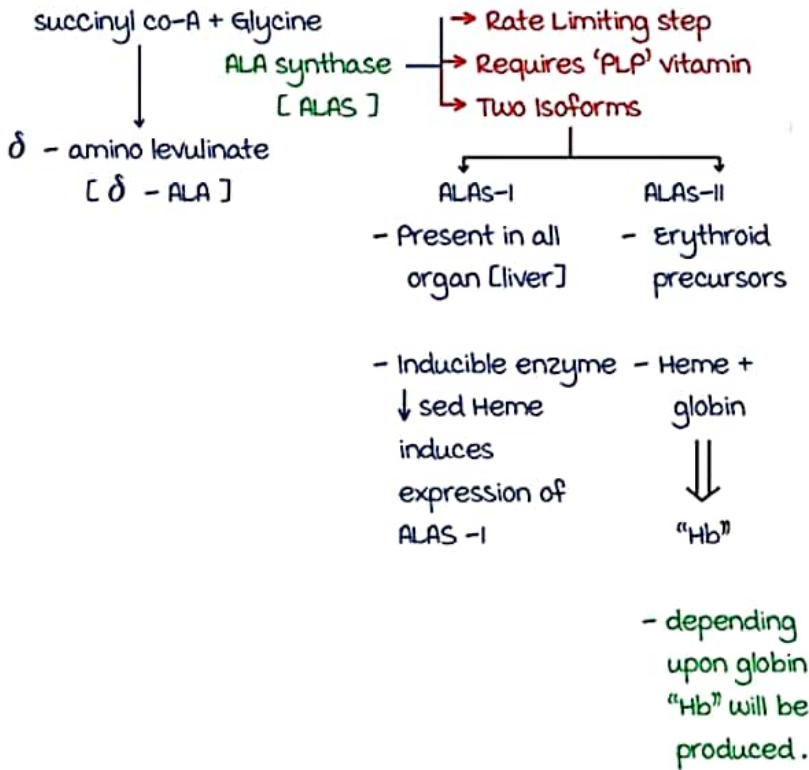 succinyl co-A + Glycine
ALA synthase
[ ALAS ]
→ Rate Limiting step
→ Requires 'PLP' vitamin
→ Two Isoforms
δ - amino levulinate
[ δ - ALA ]
ALAS-I
- Present in all
organ [liver]
- Inducible enzyme
↓ sed Heme
induces
expression of
ALAS -I
ALAS-II
- Erythroid
precursors
- Heme +
globin
⇓
“Hb”
- depending
upon globin
“Hb” will be
produced.